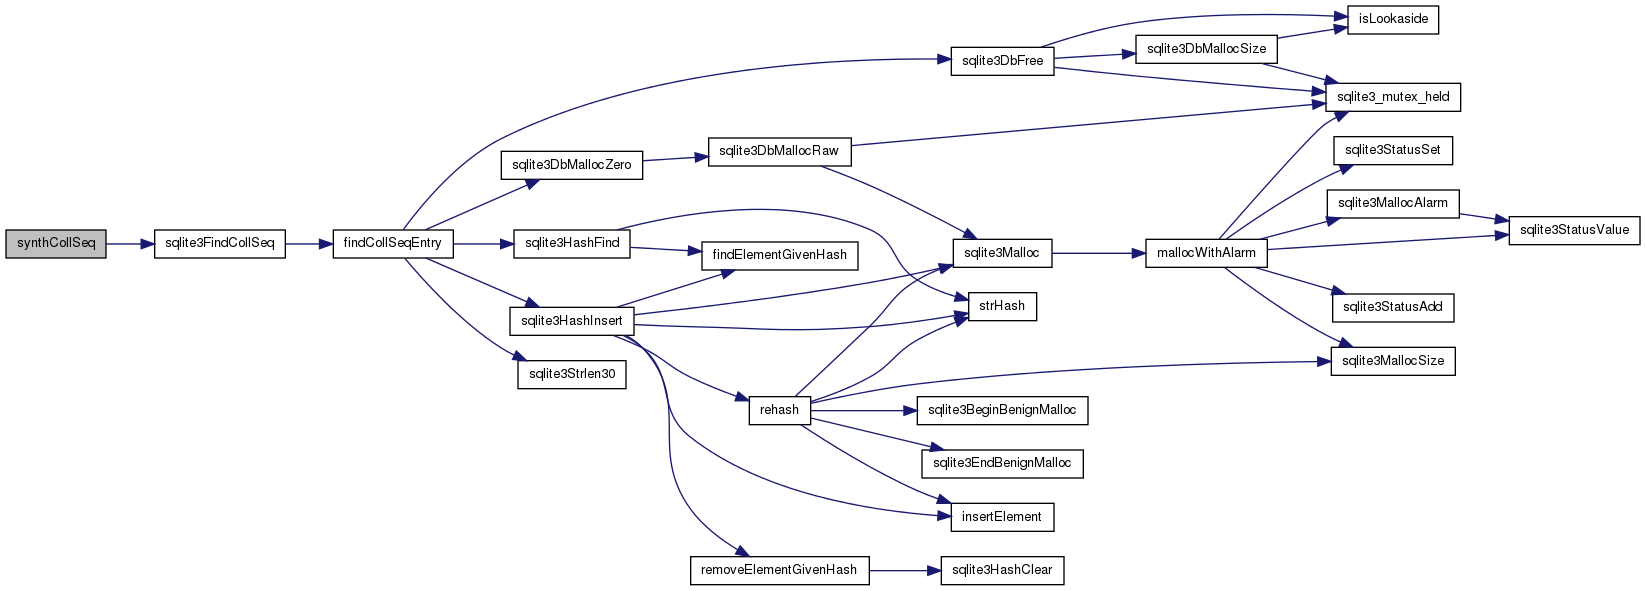 isLookaside
sqlite3DbMallocSize
sqlite3DbFree
sqlite3_mutex_held
sqlite3DbMallocRaw
sqlite3StatusSet
sqlite3DbMallocZero
sqlite3MallocAlarm
sqlite3StatusValue
synthCollSeq
sqlite3FindCollSeq
findCollSeqEntry
sqlite3HashFind
findElementGivenHash
sqlite3Malloc
mallocWithAlarm
strHash
sqlite3StatusAdd
sqlite3HashInsert
sqlite3MallocSize
sqlite3Strlen30
rehash
sqlite3BeginBenignMalloc
sqlite3EndBenignMalloc
insertElement
removeElementGivenHash
sqlite3HashClear